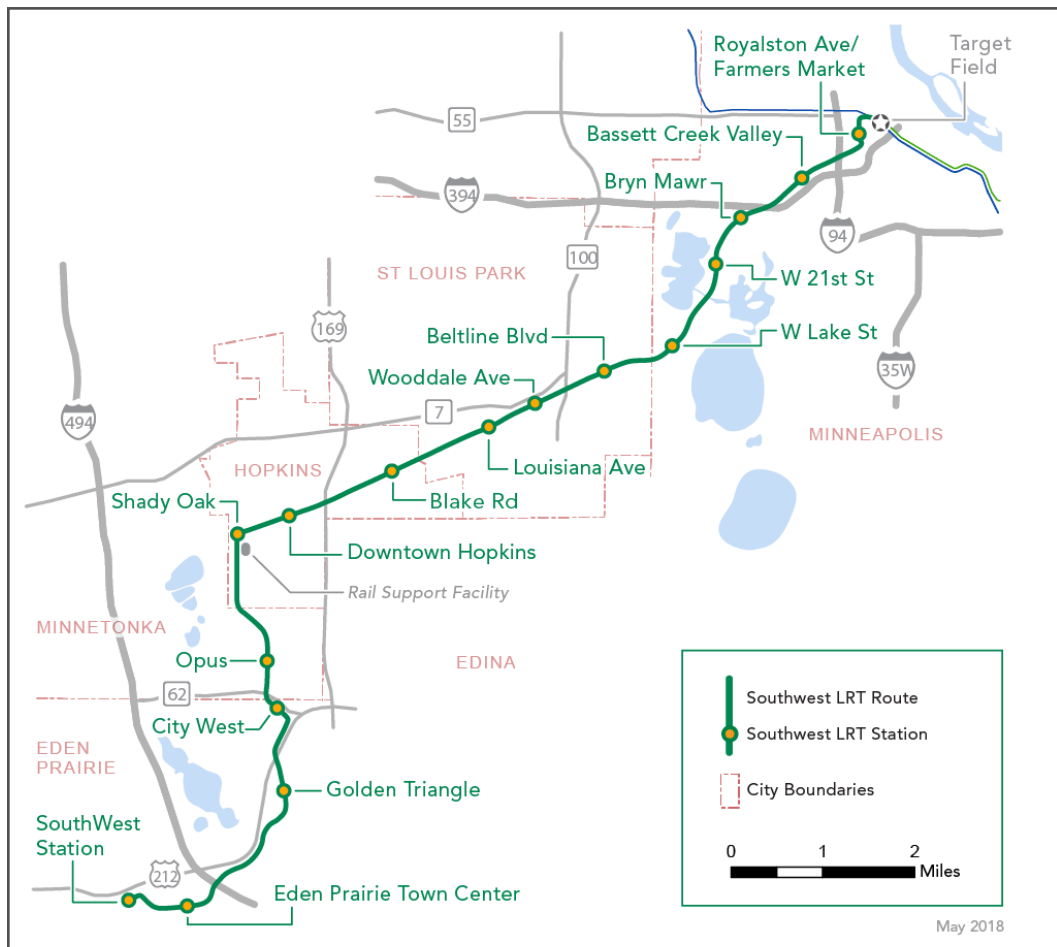 Royalston Ave/
Farmers Market
Target
Field
55
Bassett Creek Valley
Bryn Mawr
394
94
100
ST LOUIS PARK
W 21st St
169
Beltline Blvd
W Lake St
35W
Wooddale Ave
7
494
MINNEAPOLIS
HOPKINS
Louisiana Ave
Shady Oak
Blake Rd
Downtown Hopkins
Rail Support Facility
MINNETONKA
Opus
EDINA
62
City West
EDEN
PRAIRIE
Golden Triangle
SouthWest
Station
212
Eden Prairie Town Center
Southwest LRT Route
Southwest LRT Station
City Boundaries
0 1 2
Miles
May 2018